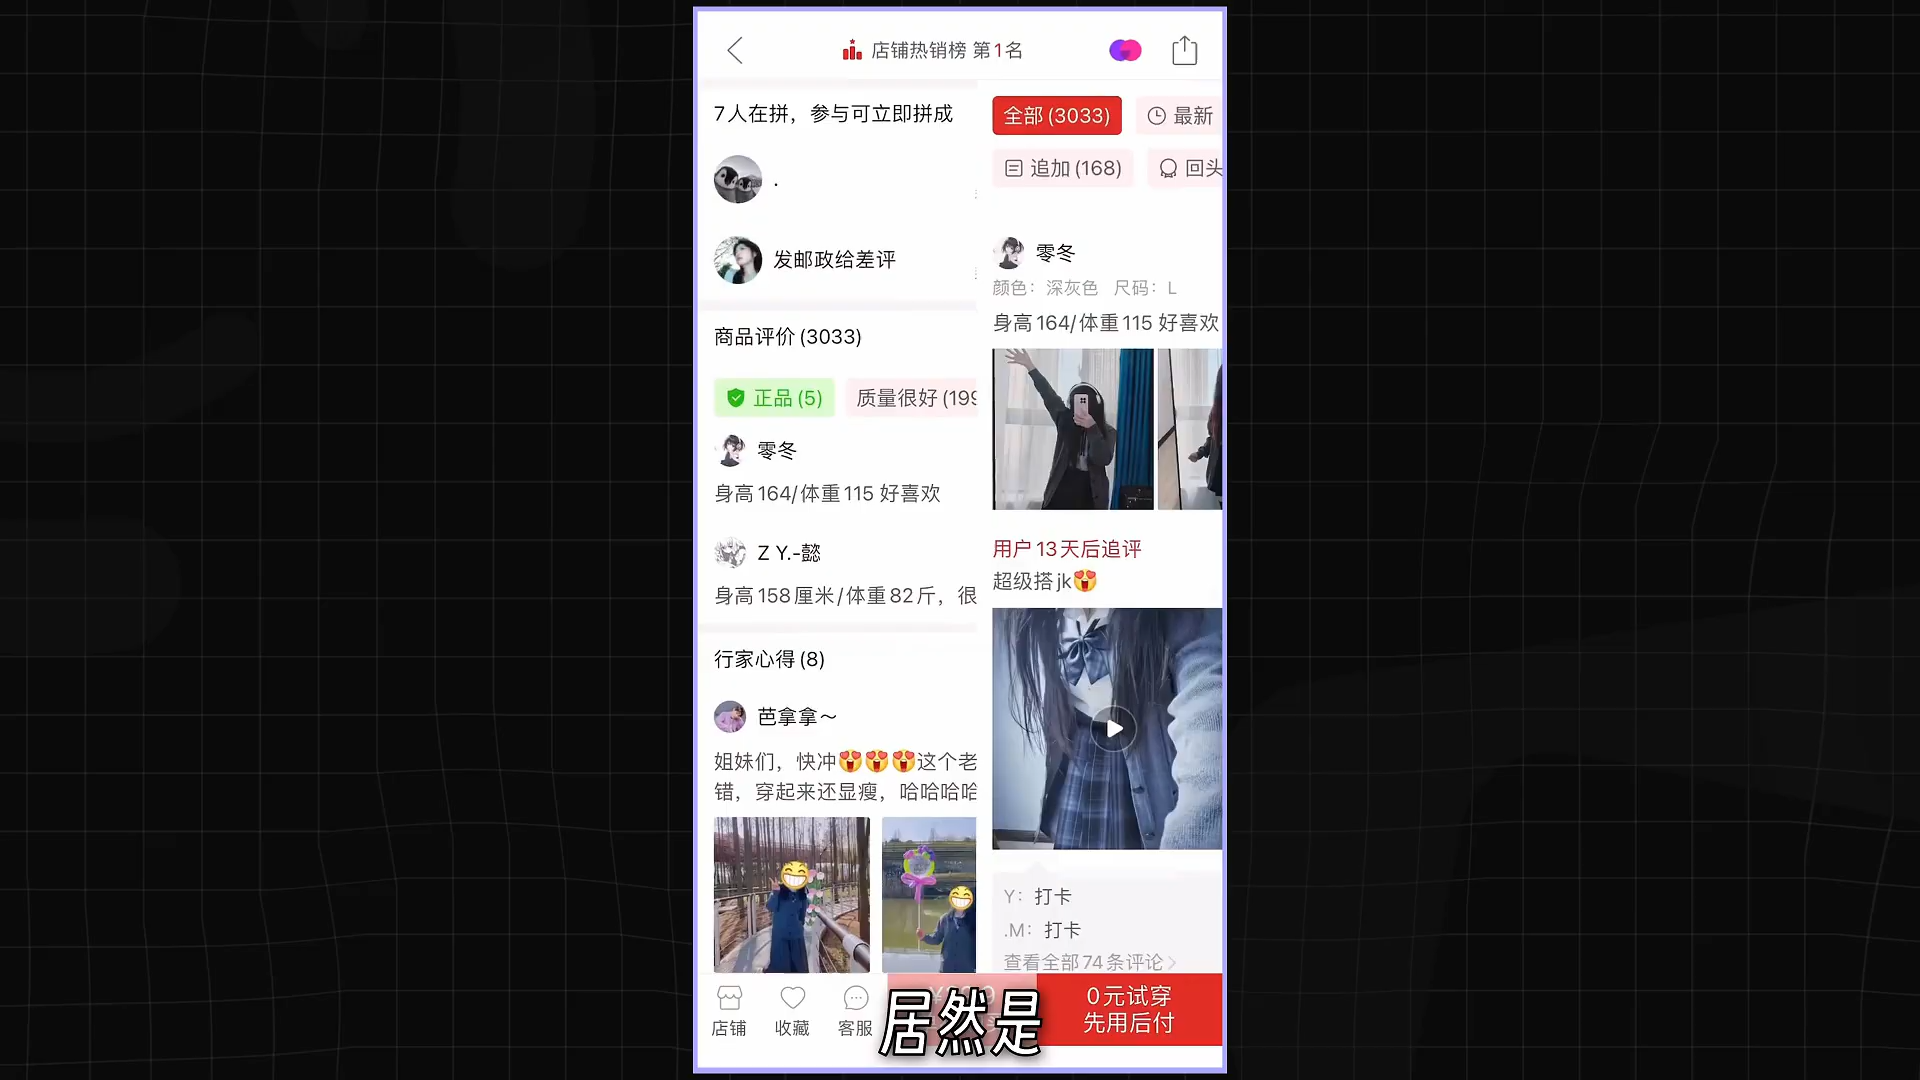 店铺热销榜 第1名
7人在拼，参与可立即拼成
.
发邮政给差评
商品评价(3033)
正品(5)
质量很好(199
零冬
身高164/体重115 好喜欢
Z Y.-懿
身高158厘米/体重82斤，很
行家心得(8)
芭拿拿～
姐妹们，快冲😍😍😍这个老
错，穿起来还显瘦，哈哈哈哈
全部(3033)
最新
追加(168)
回头
零冬
颜色：深灰色 尺码：L
身高164/体重115 好喜欢
用户13天后追评
超级搭jk😍
Y：打卡
.M：打卡
查看全部74条评论
店铺
收藏
客服
0元试穿
先用后付
居然是